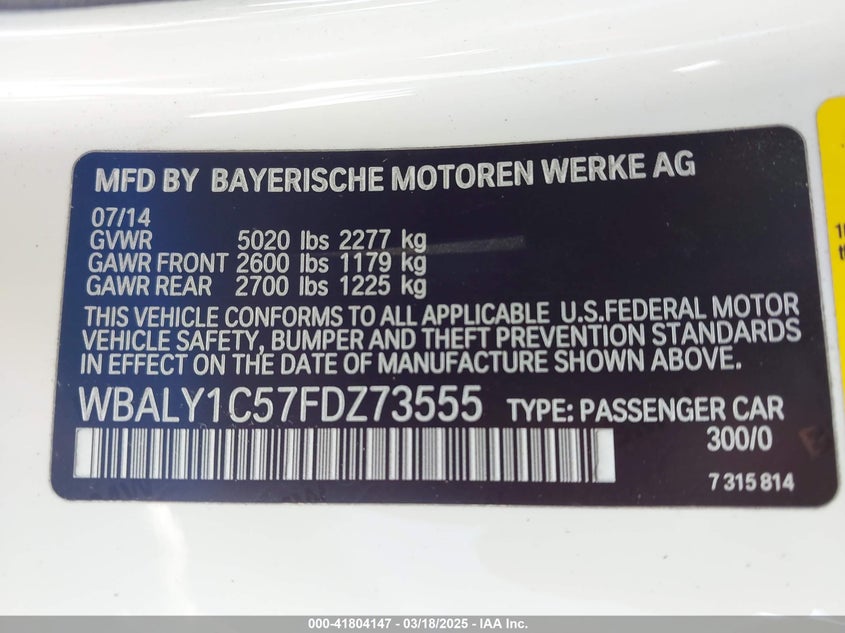 MFD BY BAYERISCHE MOTOREN WERKE AG
07/14
GVWR 5020 lbs 2277 kg
GAWR FRONT 2600 lbs 1179 kg
GAWR REAR 2700 lbs 1225 kg
THIS VEHICLE CONFORMS TO ALL APPLICABLE U.S.FEDERAL MOTOR
VEHICLE SAFETY, BUMPER AND THEFT PREVENTION STANDARDS
IN EFFECT ON THE DATE OF MANUFACTURE SHOWN ABOVE.
WBALY1C57FDZ73555 TYPE: PASSENGER CAR
300/0
7 315 814
000-41804147 - 03/18/2025 - IAA Inc.